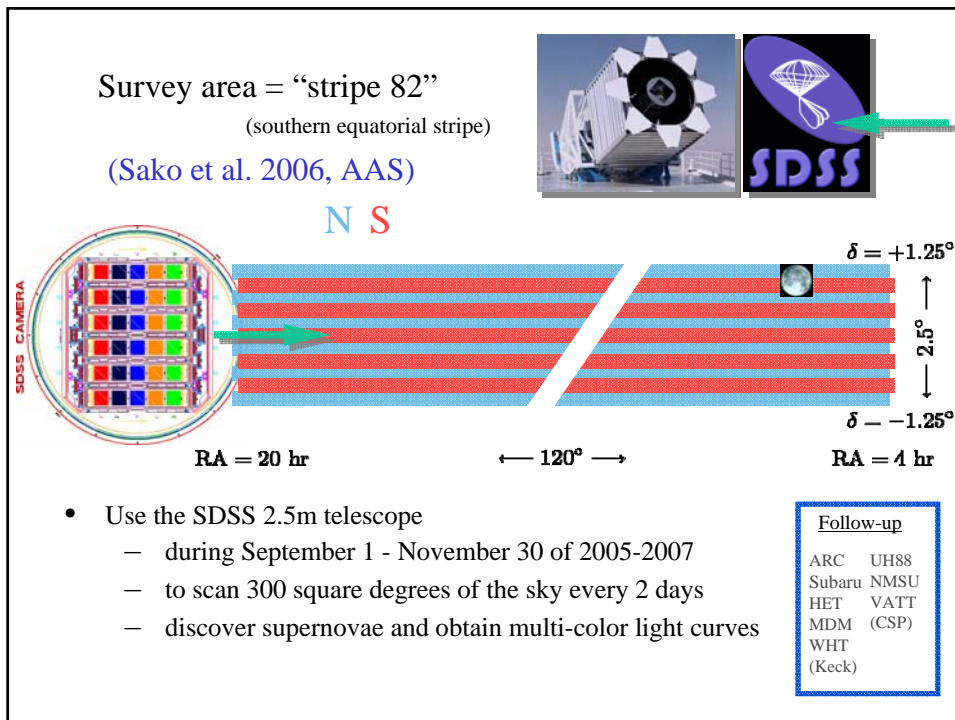 Survey area = “stripe 82”
(southern equatorial stripe)
(Sako et al. 2006, AAS)
SDSS
N S
SDSS CAMERA
δ = +1.25°
2.5°
δ = −1.25°
RA = 20 hr
120°
RA = 4 hr
• Use the SDSS 2.5m telescope
– during September 1 - November 30 of 2005-2007
– to scan 300 square degrees of the sky every 2 days
– discover supernovae and obtain multi-color light curves
Follow-up
ARC UH88
Subaru NMSU
HET VATT
MDM (CSP)
WHT
(Keck)